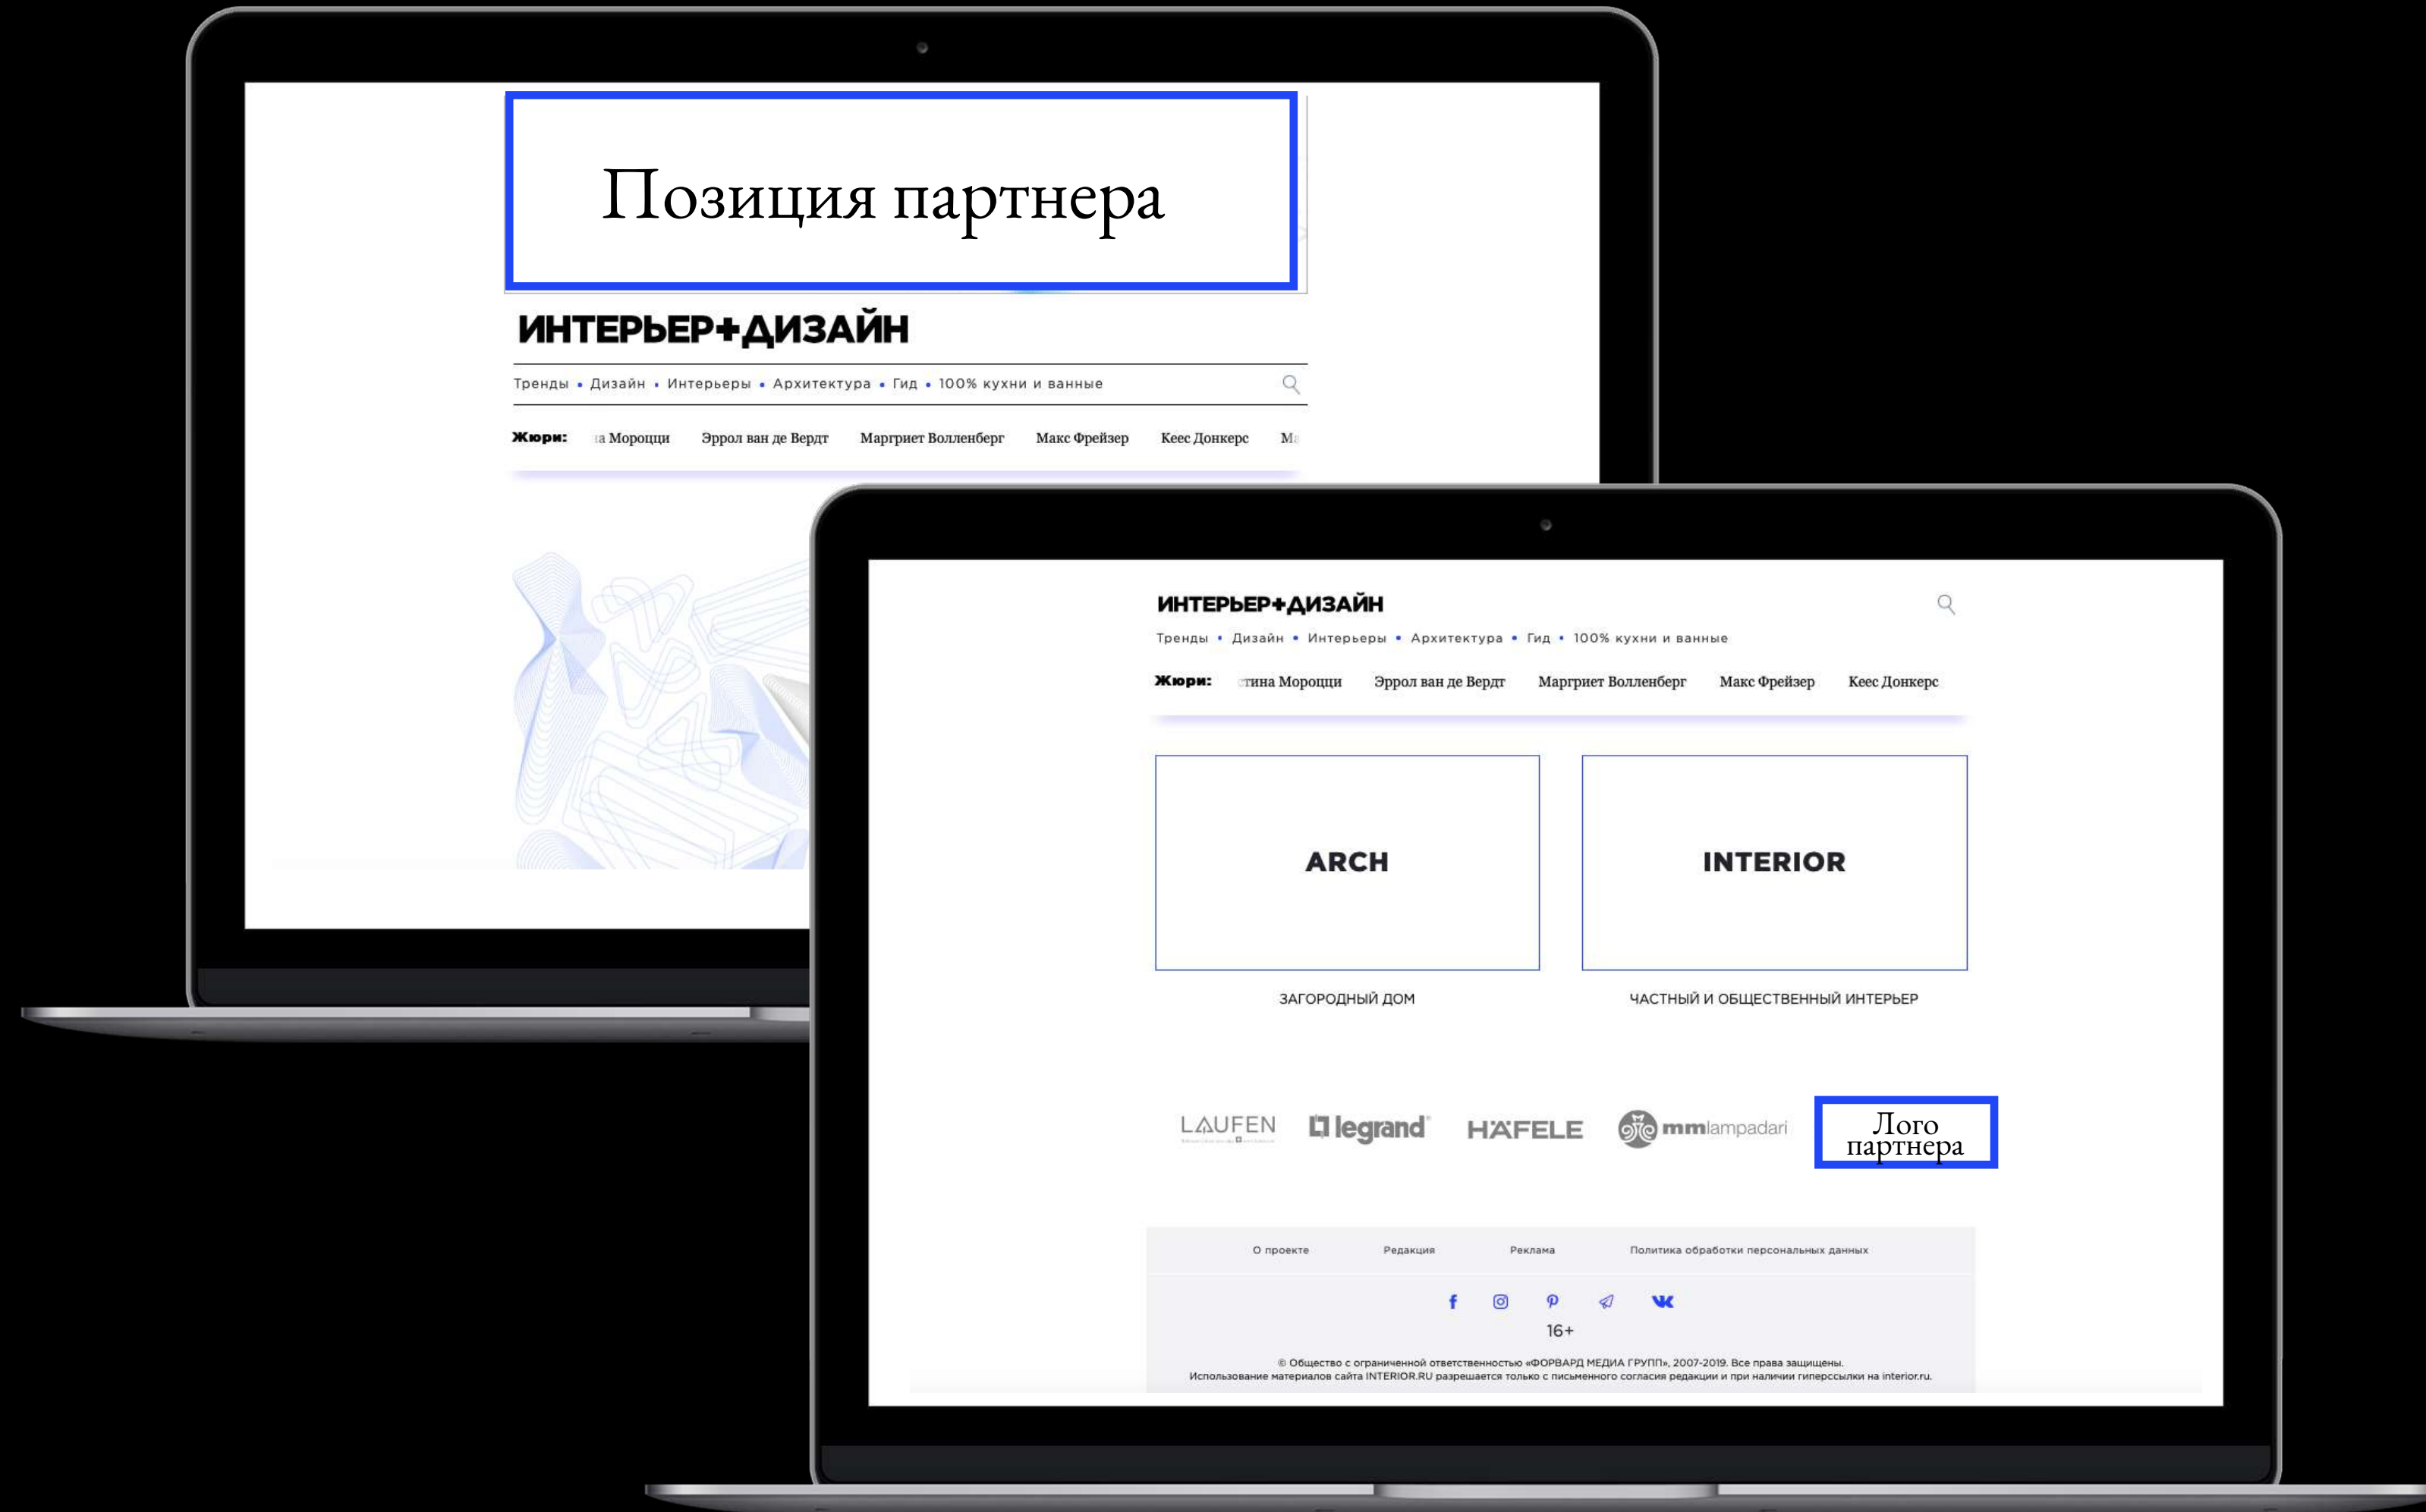 Позиция партнера
ИНТЕРЬЕР+ДИЗАЙН
Тренды • Дизайн • Интерьеры • Архитектура • Гид • 100% кухни и ванные
Жюри: а Мороцци Эррол ван де Вердт Маргриет Волленберг Макс Фрейзер Кеес Донкерс Ма
ИНТЕРЬЕР+ДИЗАЙН
Тренды • Дизайн • Интерьеры • Архитектура • Гид • 100% кухни и ванные
Жюри: стина Мороцци Эррол ван де Вердт Маргриет Волленберг Макс Фрейзер Кеес Донкерс
ARCH INTERIOR
ЗАГОРОДНЫЙ ДОМ ЧАСТНЫЙ И ОБЩЕСТВЕННЫЙ ИНТЕРЬЕР
LAUFEN legrand® HÄFELE mmlampadari Лого
партнера
О проекте Редакция Реклама Политика обработки персональных данных
16+
© Общество с ограниченной ответственностью «ФОРВАРД МЕДИА ГРУПП», 2007-2019. Все права защищены.
Использование материалов сайта INTERIOR.RU разрешается только с письменного согласия редакции и при наличии гиперссылки на interior.ru.